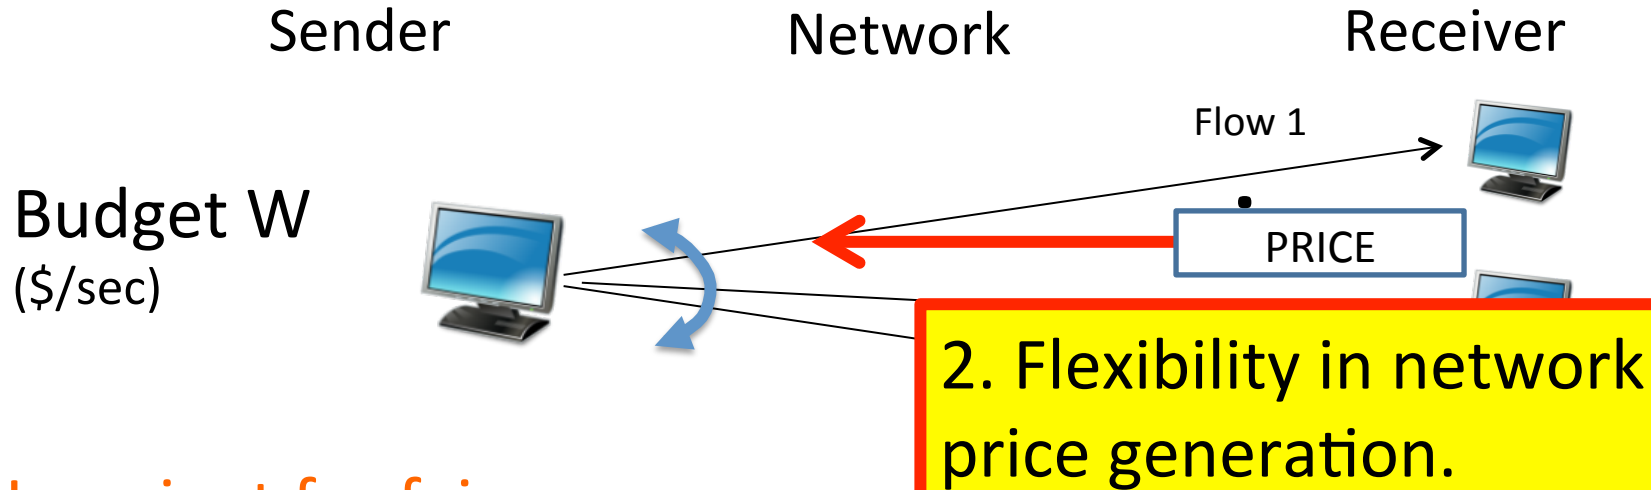 Sender
Network
Receiver
Flow 1
Budget W
($/sec)
PRICE
2. Flexibility in network
price generation.